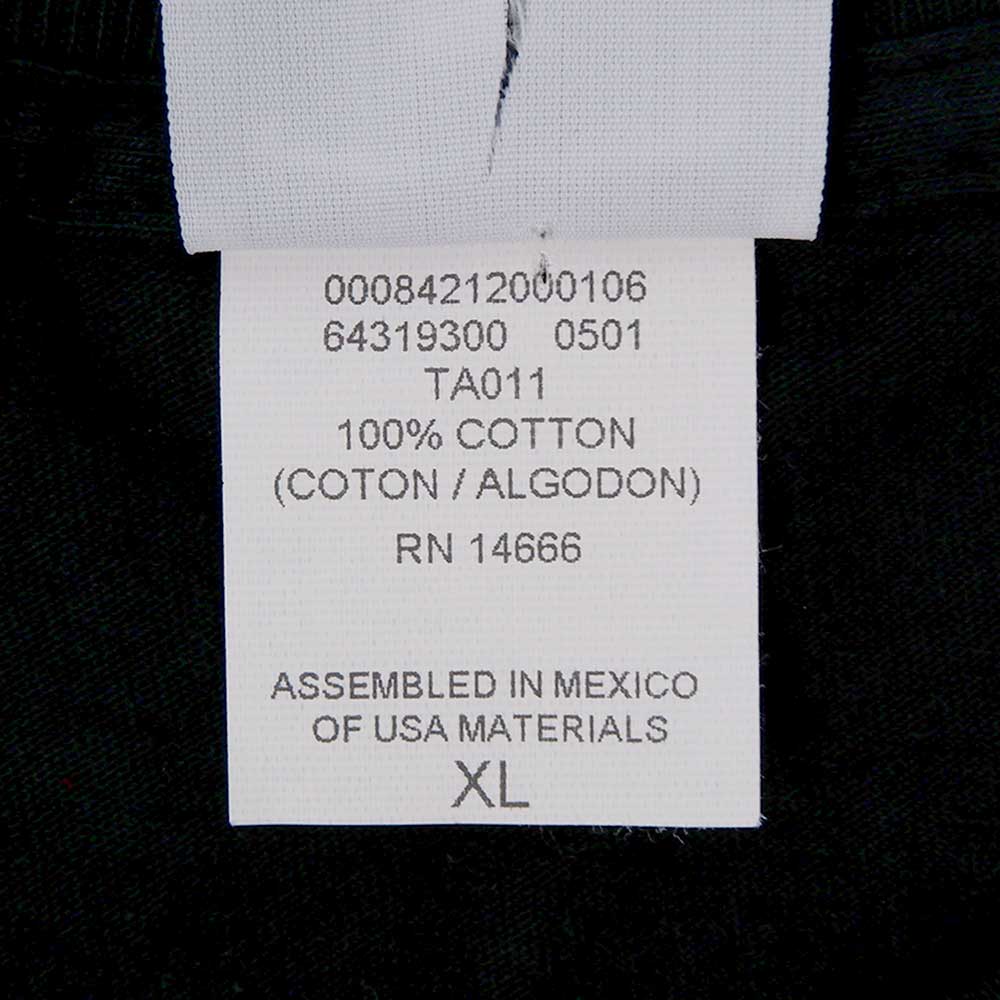 00084212000106
64319300 0501
TA011
100% COTTON
(COTON / ALGODON)
RN 14666
ASSEMBLED IN MEXICO
OF USA MATERIALS
XL